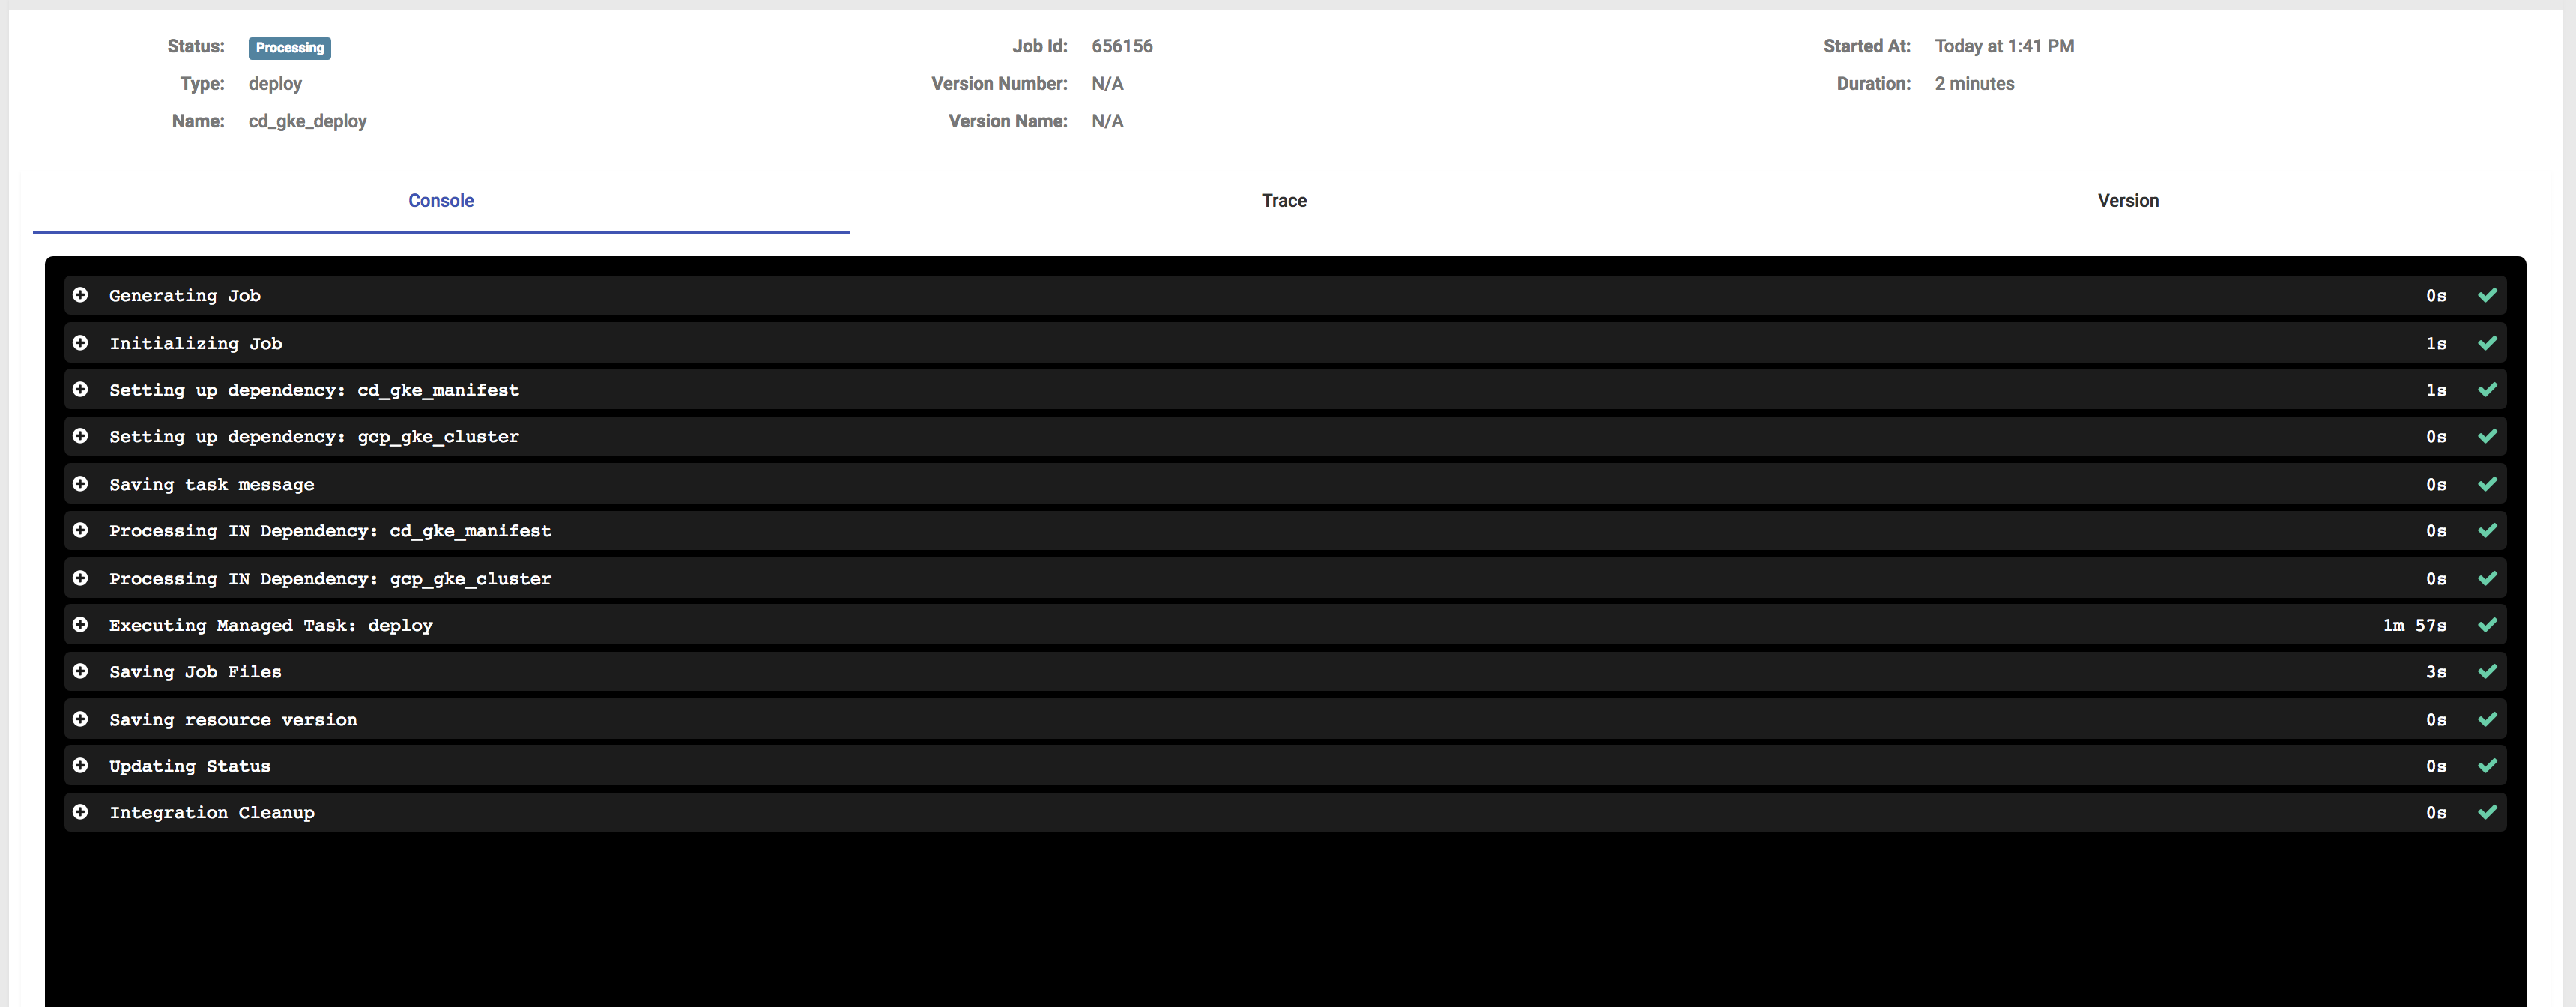 Status: Processing Job Id: 656156 Started At: Today at 1:41 PM
Type: deploy Version Number: N/A Duration: 2 minutes
Name: cd_gke_deploy Version Name: N/A
Console Trace Version
Generating Job 0s
Initializing Job 1s
Setting up dependency: cd_gke_manifest 1s
Setting up dependency: gcp_gke_cluster 0s
Saving task message 0s
Processing IN Dependency: cd_gke_manifest 0s
Processing IN Dependency: gcp_gke_cluster 0s
Executing Managed Task: deploy 1m 57s
Saving Job Files 3s
Saving resource version 0s
Updating Status 0s
Integration Cleanup 0s